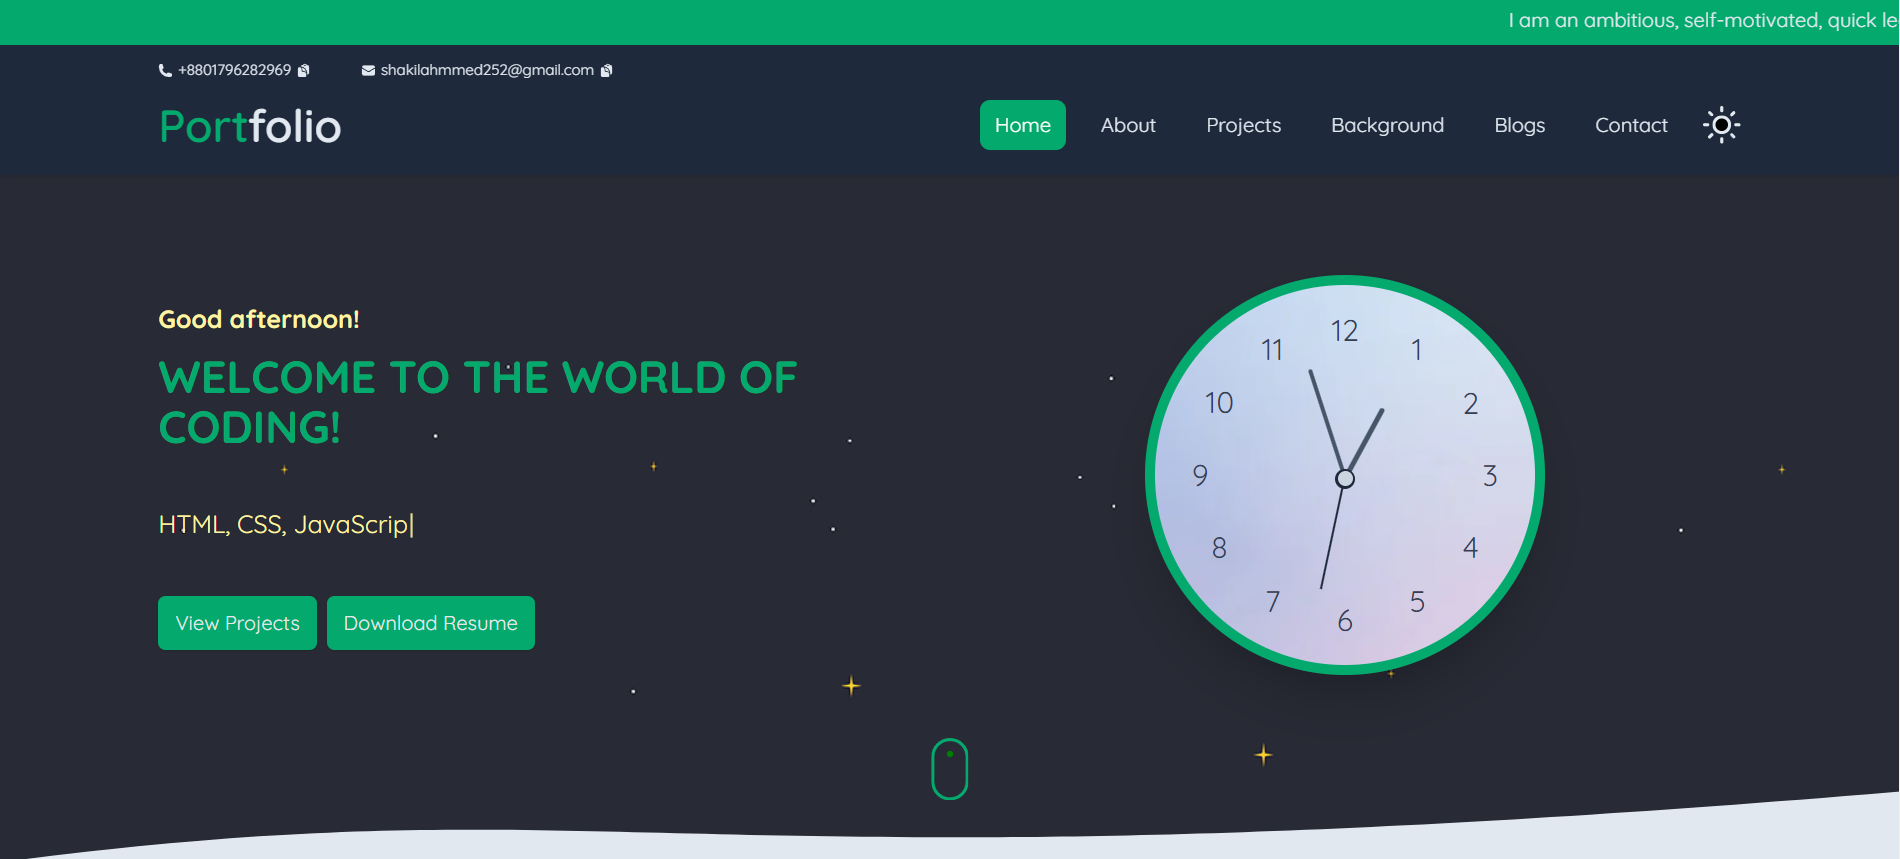 I am an ambitious, self-motivated, quick le
+8801796282969 shakilahmmed252@gmail.com
Portfolio
Home About Projects Background Blogs Contact
Good afternoon!
WELCOME TO THE WORLD OF
CODING!
HTML, CSS, JavaScrip|
View Projects Download Resume
12
11 1
10 2
9 3
8 4
7 5
6